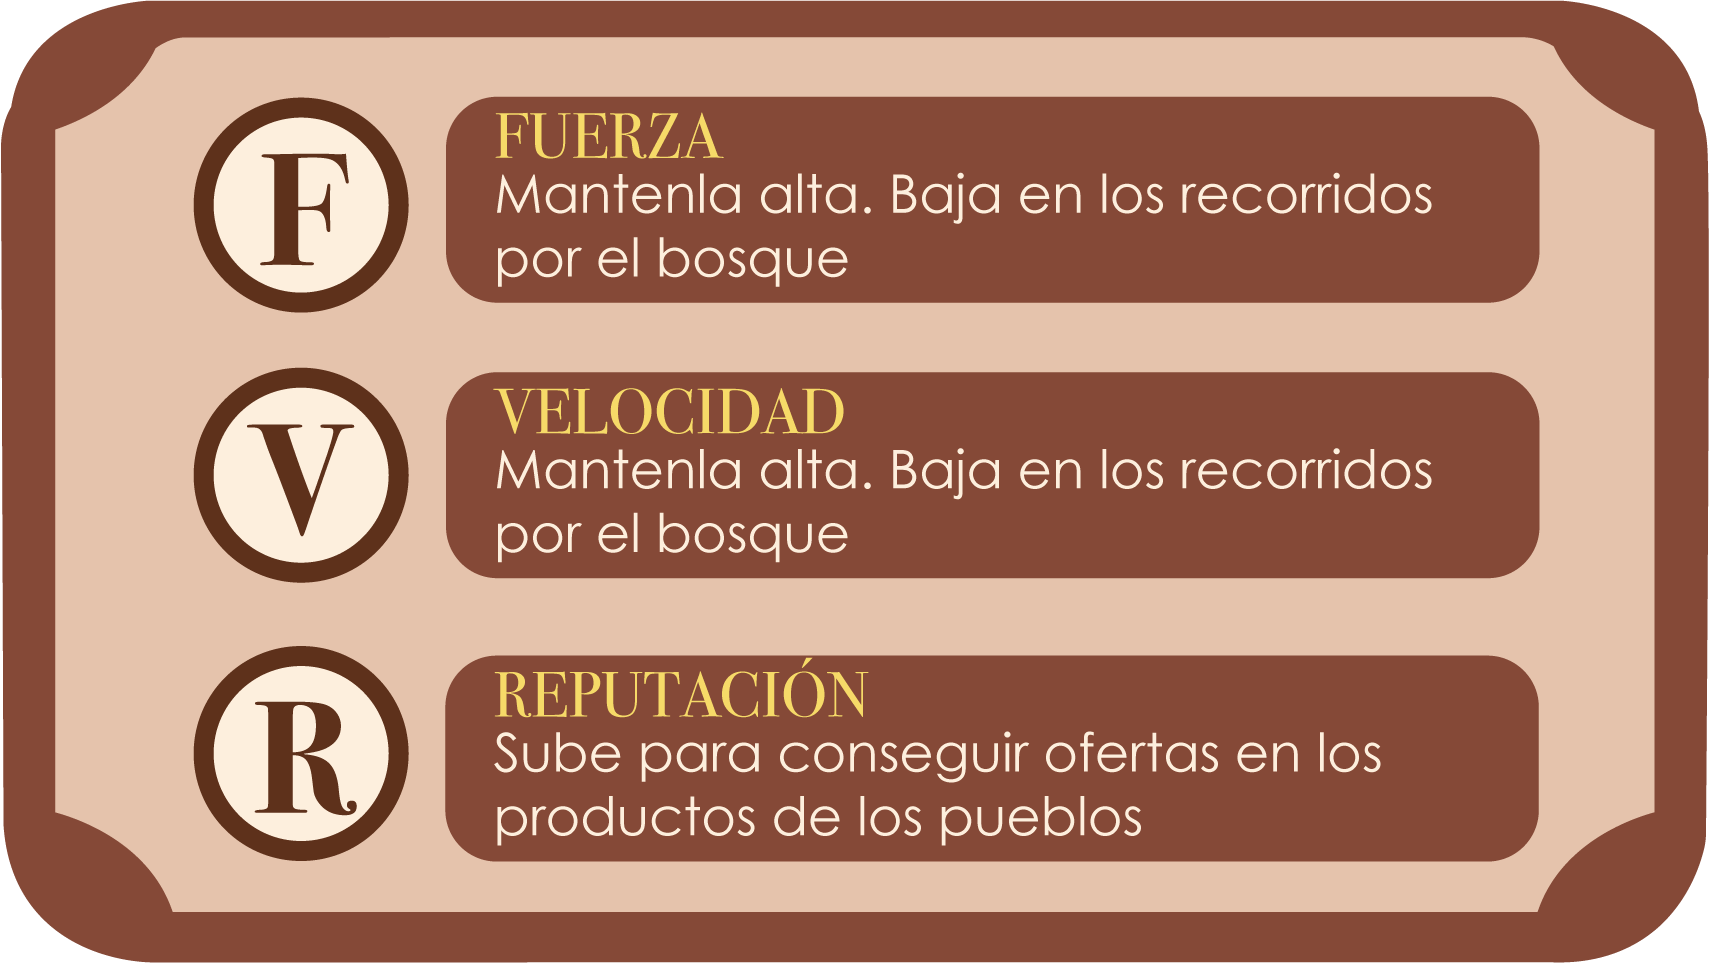 F
FUERZA
Mantenla alta. Baja en los recorridos
por el bosque
V
VELOCIDAD
Mantenla alta. Baja en los recorridos
por el bosque
R
REPUTACIÓN
Sube para conseguir ofertas en los
productos de los pueblos